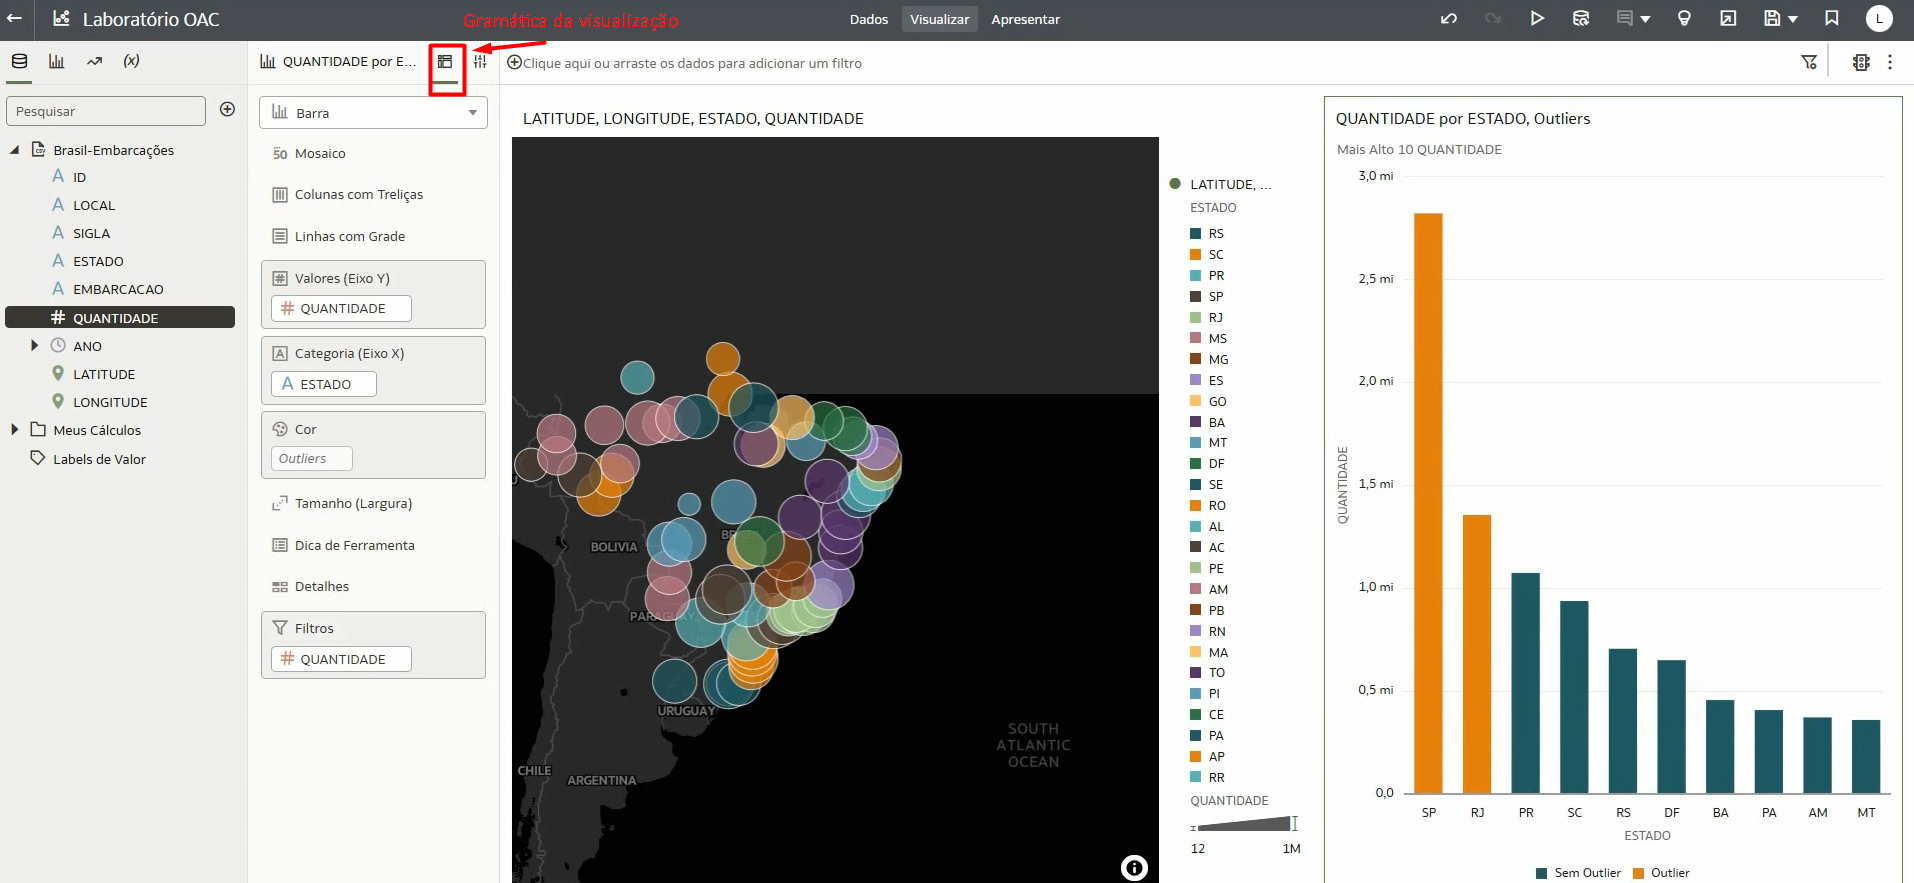 Laboratório OAC
Gramática da visualização
Dados
Visualizar
Apresentar
L
(x)
QUANTIDADE por E...
Clique aqui ou arraste os dados para adicionar um filtro
Pesquisar
Brasil-Embarcações
ID
LOCAL
SIGLA
ESTADO
EMBARCACAO
QUANTIDADE
ANO
LATITUDE
LONGITUDE
Meus Cálculos
Labels de Valor
Barra
Mosaico
Colunas com Treliças
Linhas com Grade
Valores (Eixo Y)
QUANTIDADE
Categoria (Eixo X)
ESTADO
Cor
Outliers
Tamanho (Largura)
Dica de Ferramenta
Detalhes
Filtros
QUANTIDADE
LATITUDE, LONGITUDE, ESTADO, QUANTIDADE
BOLIVIA
URUGUAY
CHILE
ARGENTINA
SOUTH
ATLANTIC
OCEAN
LATITUDE, ...
ESTADO
RS
SC
PR
SP
RJ
MS
MG
ES
GO
BA
MT
DF
SE
RO
AL
AC
PE
AM
PB
RN
MA
TO
PI
CE
PA
AP
RR
QUANTIDADE
12
1M
QUANTIDADE por ESTADO, Outliers
Mais Alto 10 QUANTIDADE
3,0 mi
2,5 mi
2,0 mi
1,5 mi
1,0 mi
0,5 mi
0,0
QUANTIDADE
SP RJ PR SC RS DF BA PA AM MT
ESTADO
Sem Outlier
Outlier